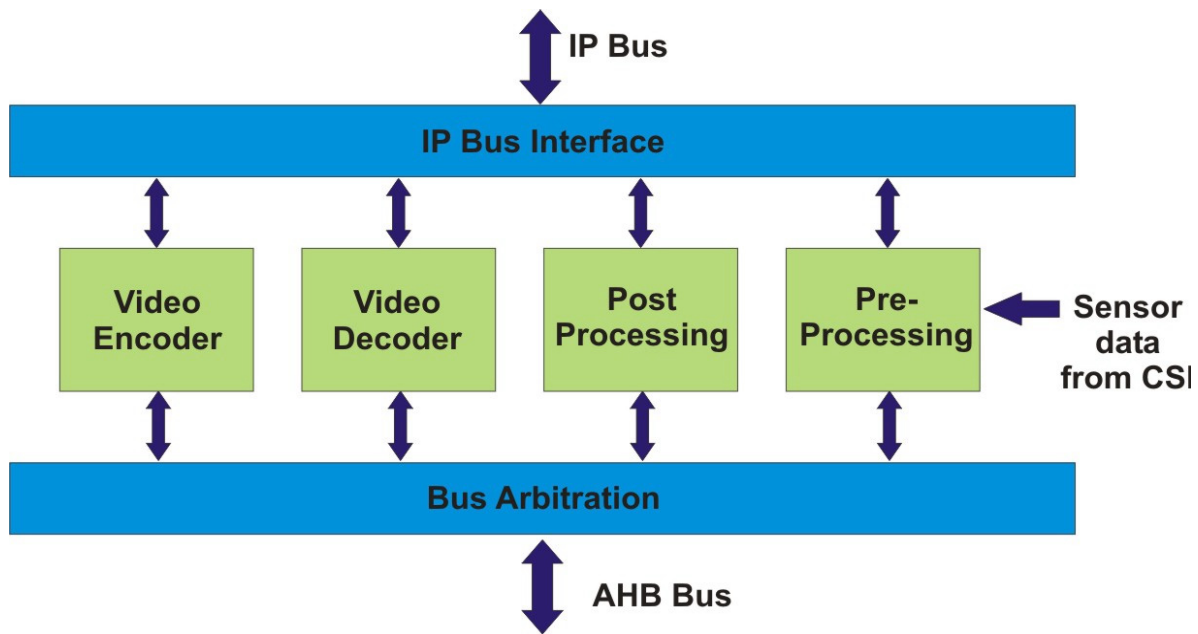 IP Bus
IP Bus Interface
Video
Encoder
Video
Decoder
Post
Processing
Pre-
Processing
Sensor
data
from CSI
Bus Arbitration
AHB Bus